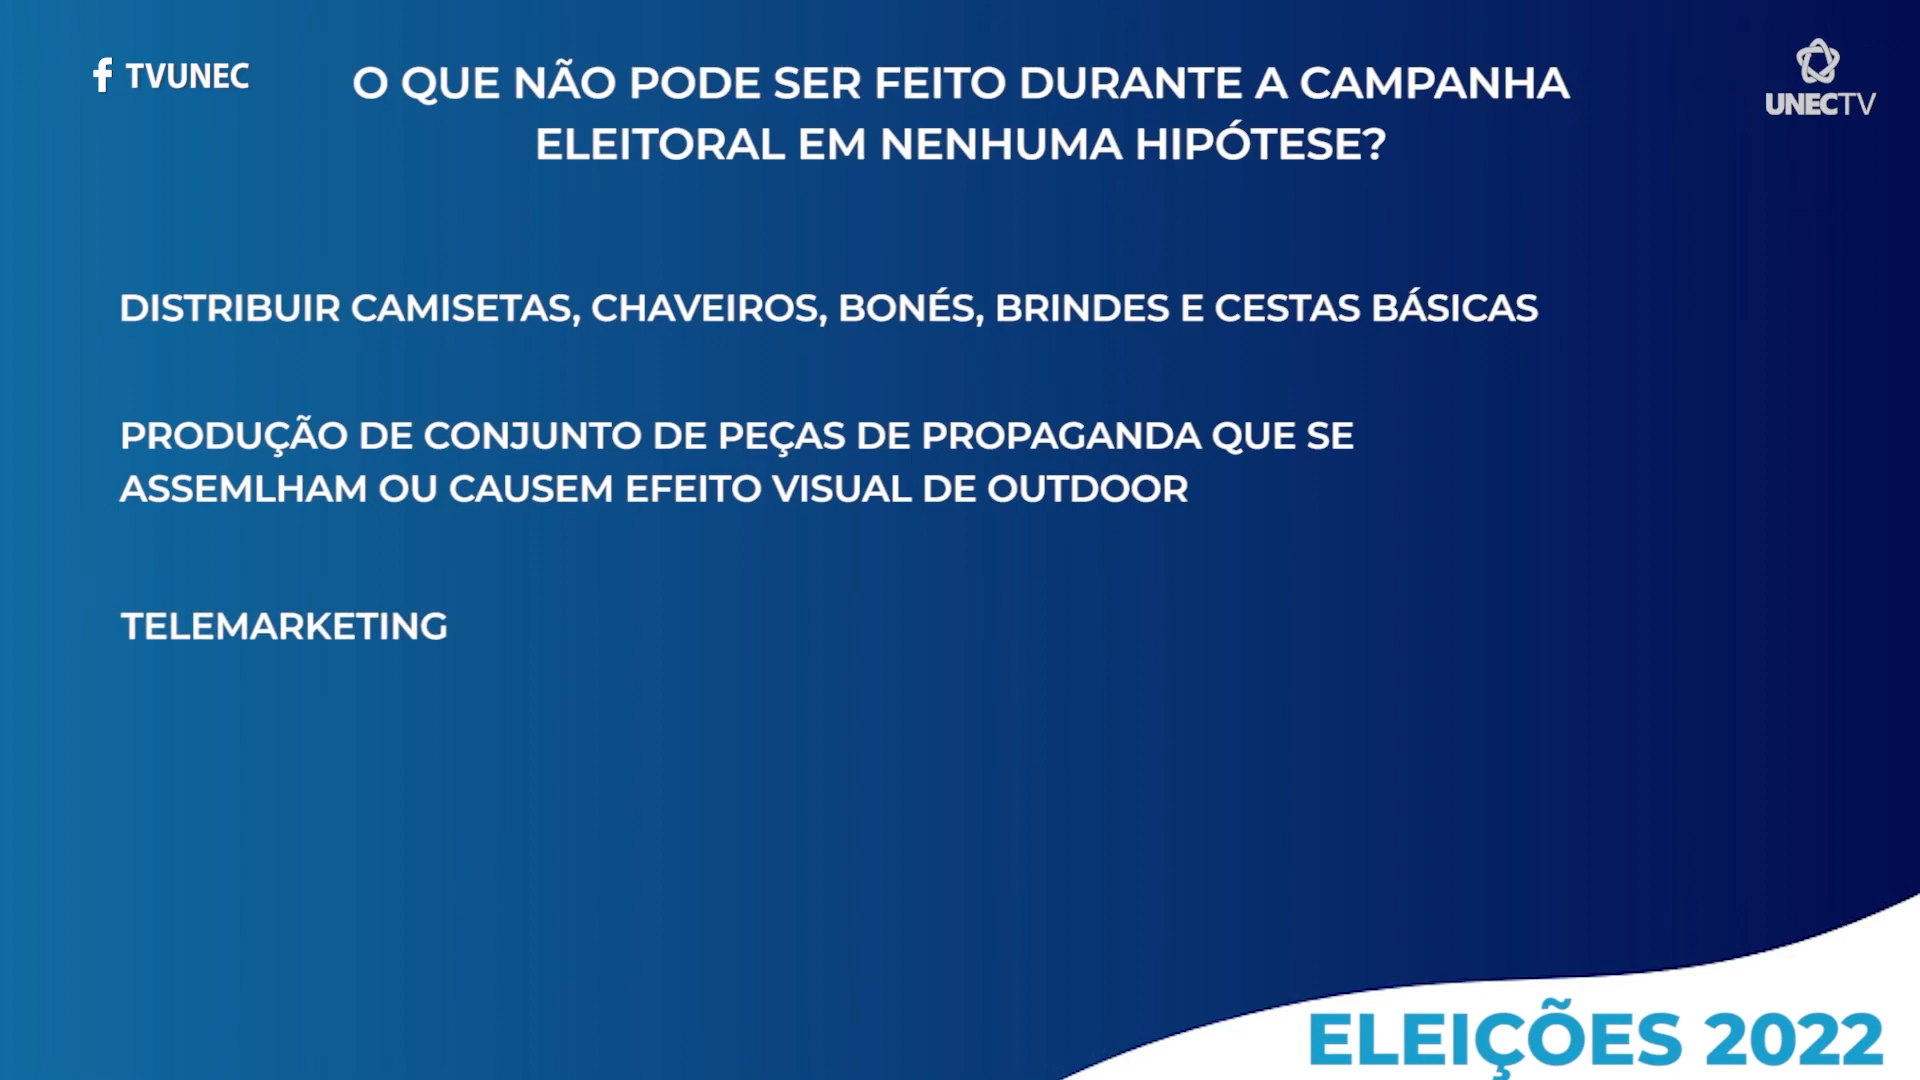 TVUNEC
O QUE NÃO PODE SER FEITO DURANTE A CAMPANHA
ELEITORAL EM NENHUMA HIPÓTESE?
UNECTV
DISTRIBUIR CAMISETAS, CHAVEIROS, BONÉS, BRINDES E CESTAS BÁSICAS
PRODUÇÃO DE CONJUNTO DE PEÇAS DE PROPAGANDA QUE SE
ASSEMLHAM OU CAUSEM EFEITO VISUAL DE OUTDOOR
TELEMARKETING
ELEIÇÕES 2022